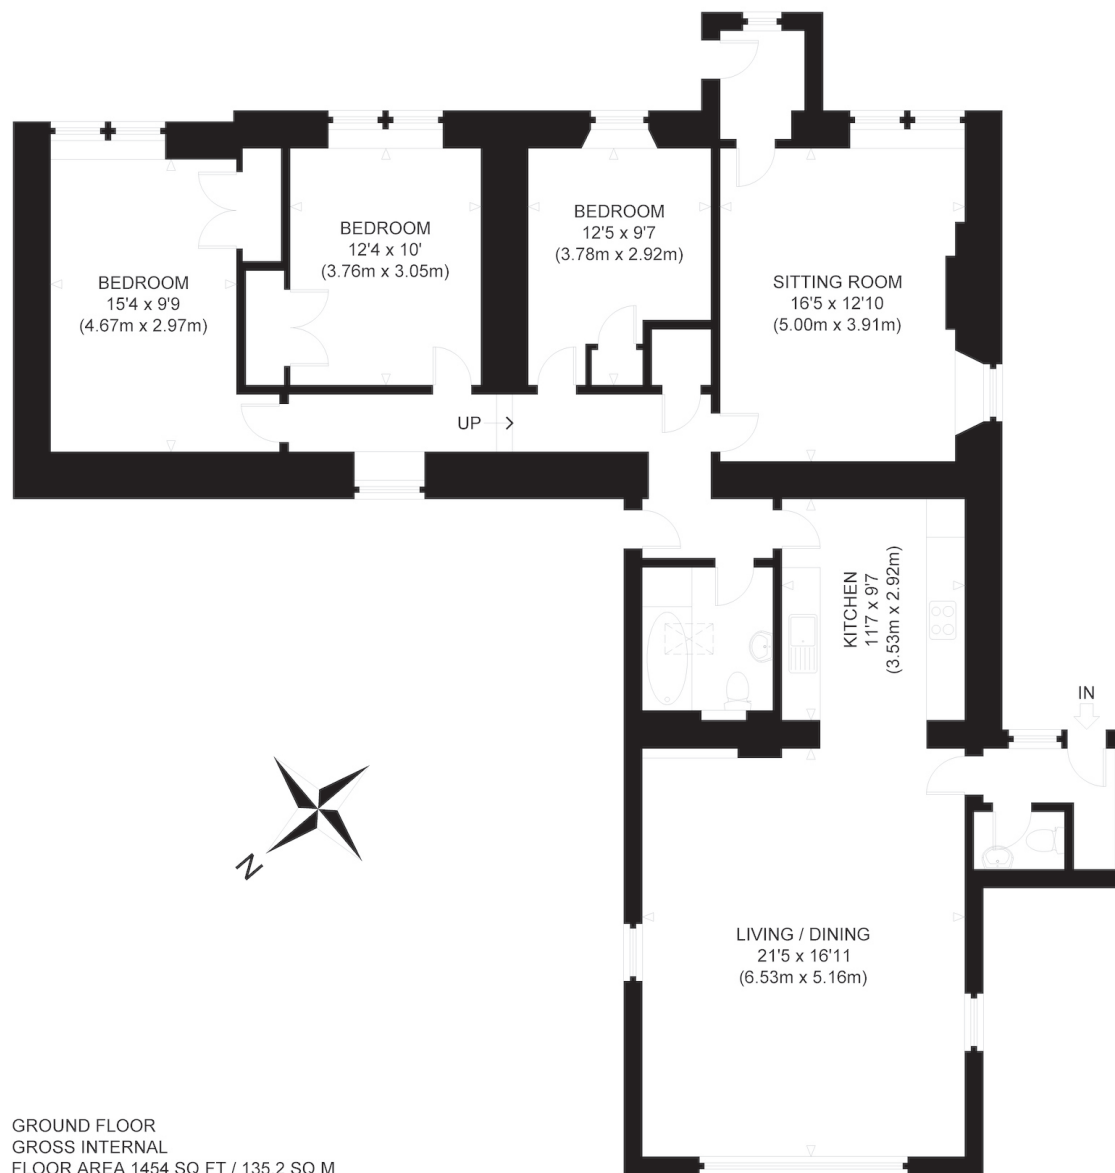 BEDROOM
15'4 x 9'9
(4.67m x 2.97m)
BEDROOM
12'4 x 10'
(3.76m x 3.05m)
BEDROOM
12'5 x 9'7
(3.78m x 2.92m)
SITTING ROOM
16'5 x 12'10
(5.00m x 3.91m)
UP
KITCHEN
11'7 x 9'7
(3.53m x 2.92m)
IN
N
LIVING / DINING
21'5 x 16'11
(6.53m x 5.16m)
GROUND FLOOR
GROSS INTERNAL
FLOOR AREA 1454 SQ FT / 135.2 SQ M